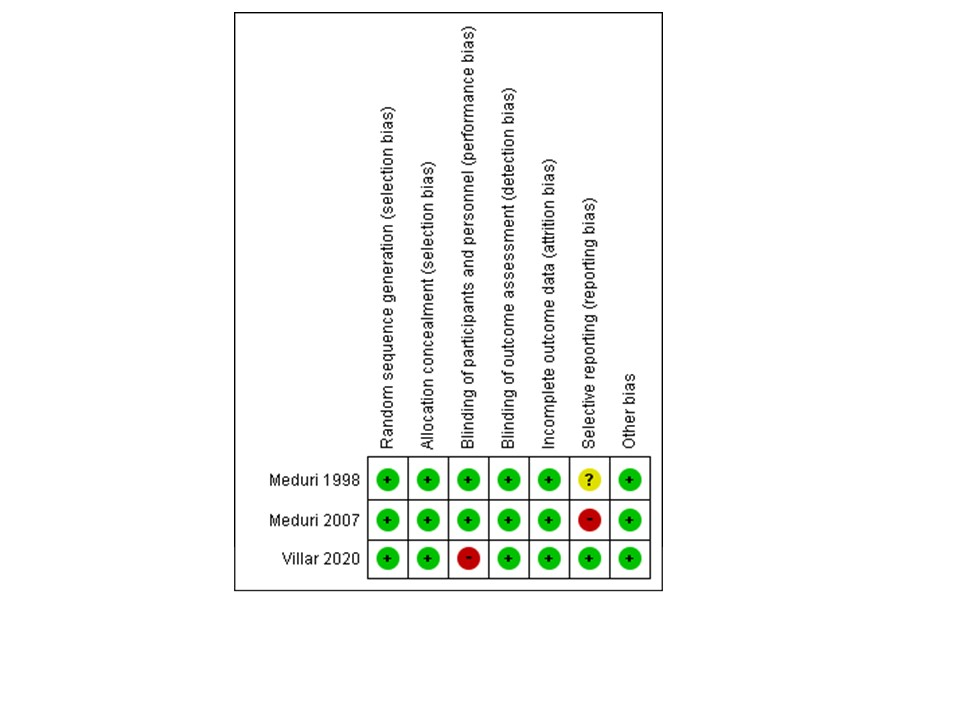 Random sequence generation (selection bias)
Allocation concealment (selection bias)
Blinding of participants and personnel (performance bias)
Blinding of outcome assessment (detection bias)
Incomplete outcome data (attrition bias)
Selective reporting (reporting bias)
Other bias
Meduri 1998 + + + + + ? +
Meduri 2007 + + + + + - +
Villar 2020 + + - + + + +